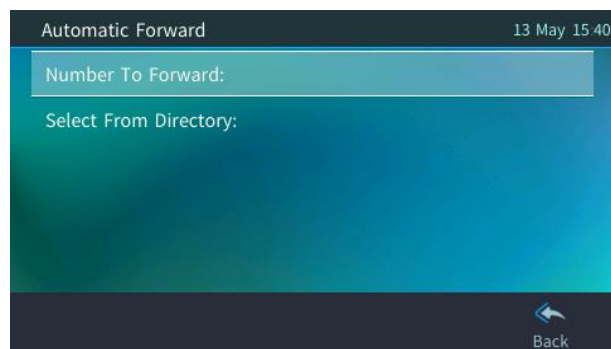 Automatic Forward 13 May 15:40
Number To Forward:
Select From Directory:
Back